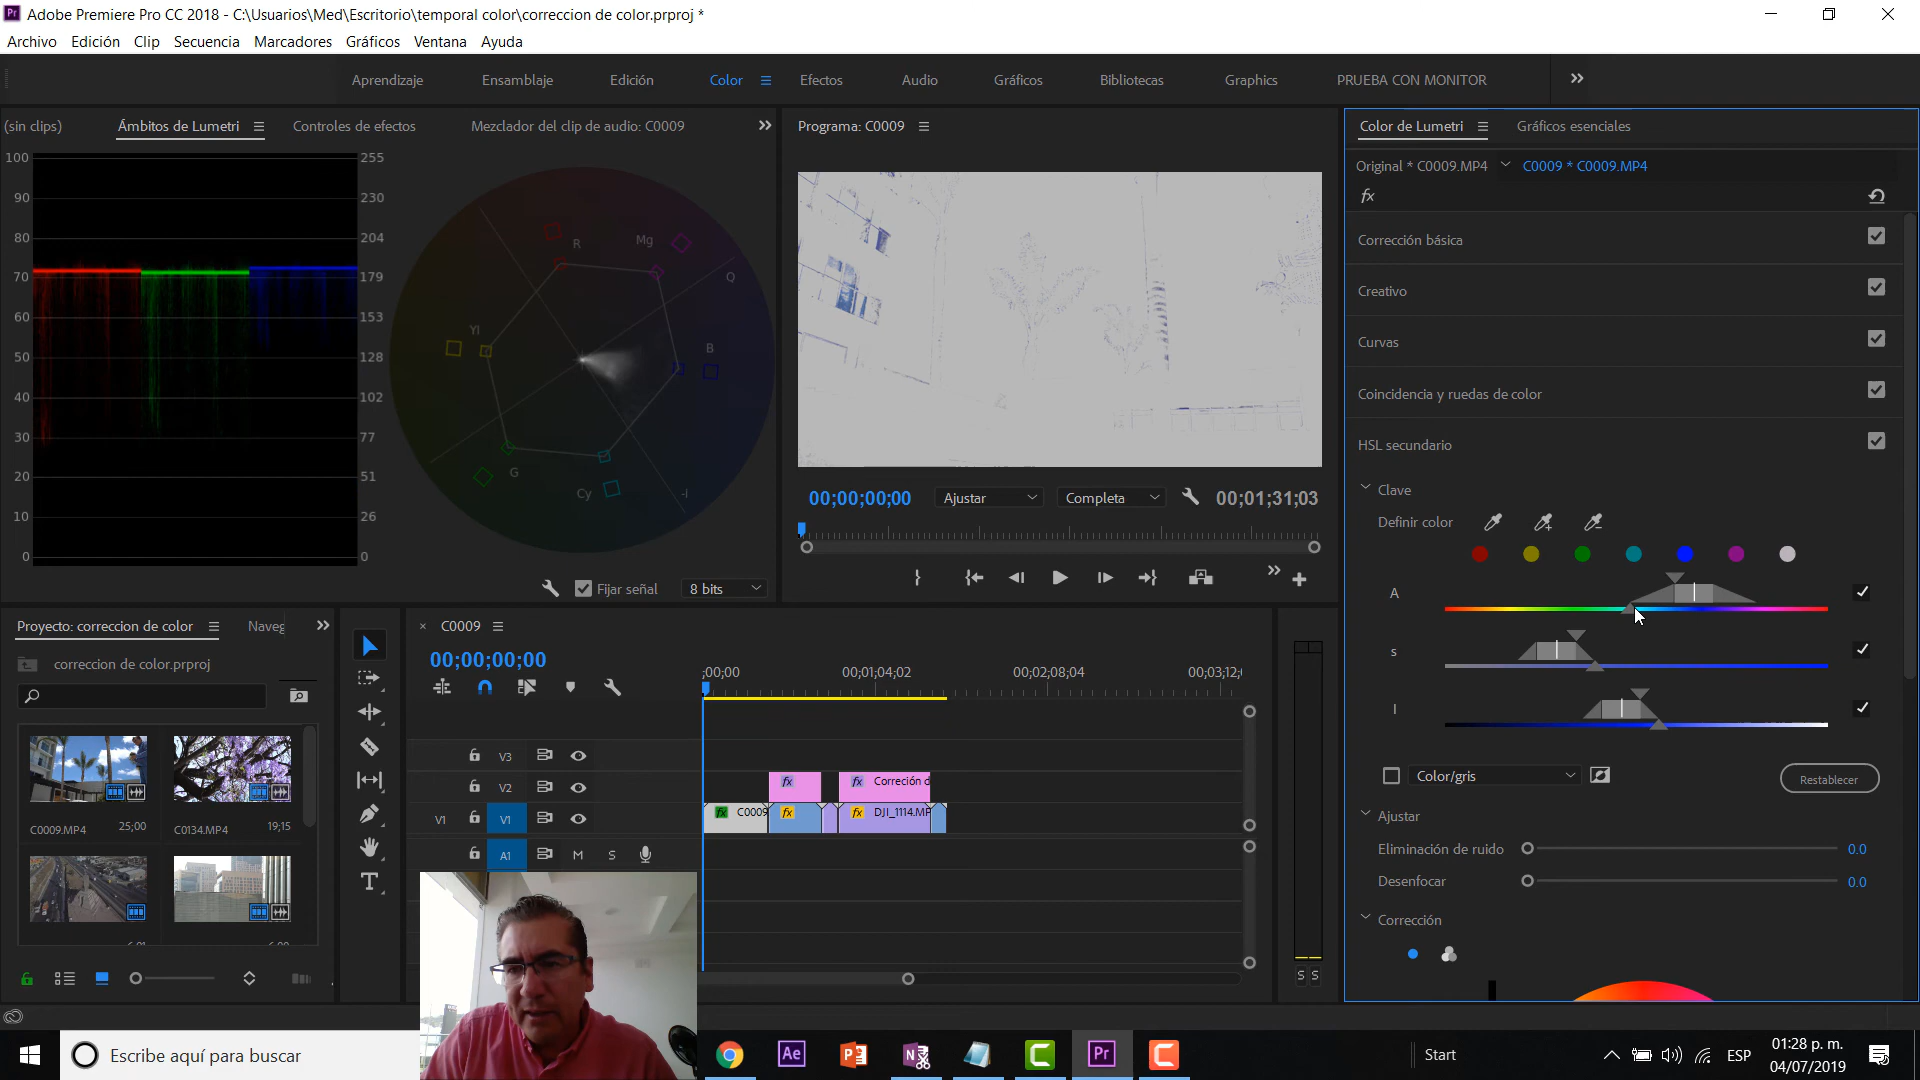 Adobe Premiere Pro CC 2018 - C:\Usuarios\Med\Escritorio\temporal color\correccion de color.prproj *
Archivo Edición Clip Secuencia Marcadores Gráficos Ventana Ayuda
Aprendizaje Ensamblaje Edición Color Efectos Audio Gráficos Bibliotecas Graphics PRUEBA CON MONITOR
(sin clips) Ámbitos de Lumetri Controles de efectos Mezclador del clip de audio: C0009
100 255
90 230
80 204
70 179
60 153
50 128
40 102
30 77
20 51
10 26
0 0
R Mg Q B -I Cy G Yl
Fijar señal 8 bits
Programa: C0009
00;00;00;00 Ajustar Completa 00;01;31;03
Color de Lumetri Gráficos esenciales
Original * C0009.MP4 C0009 * C0009.MP4
fx
Corrección básica
Creativo
Curvas
Coincidencia y ruedas de color
HSL secundario
Clave
Definir color
A
s
l
Color/gris Restablecer
Ajustar
Eliminación de ruido 0.0
Desenfocar 0.0
Corrección
Proyecto: correccion de color Naveg
correccion de color.prproj
C0009.MP4 25;00 C0134.MP4 19;15
C0009
00;00;00;00
;00;00 00;01;04;02 00;02;08;04 00;03;12;
V3
V2 fx fx Correción d
V1 V1 fx C0009 fx fx DJI_1114.MP
A1 M S
S S
Escribe aquí para buscar
Ae Pr
Start ESP
01:28 p. m.
04/07/2019